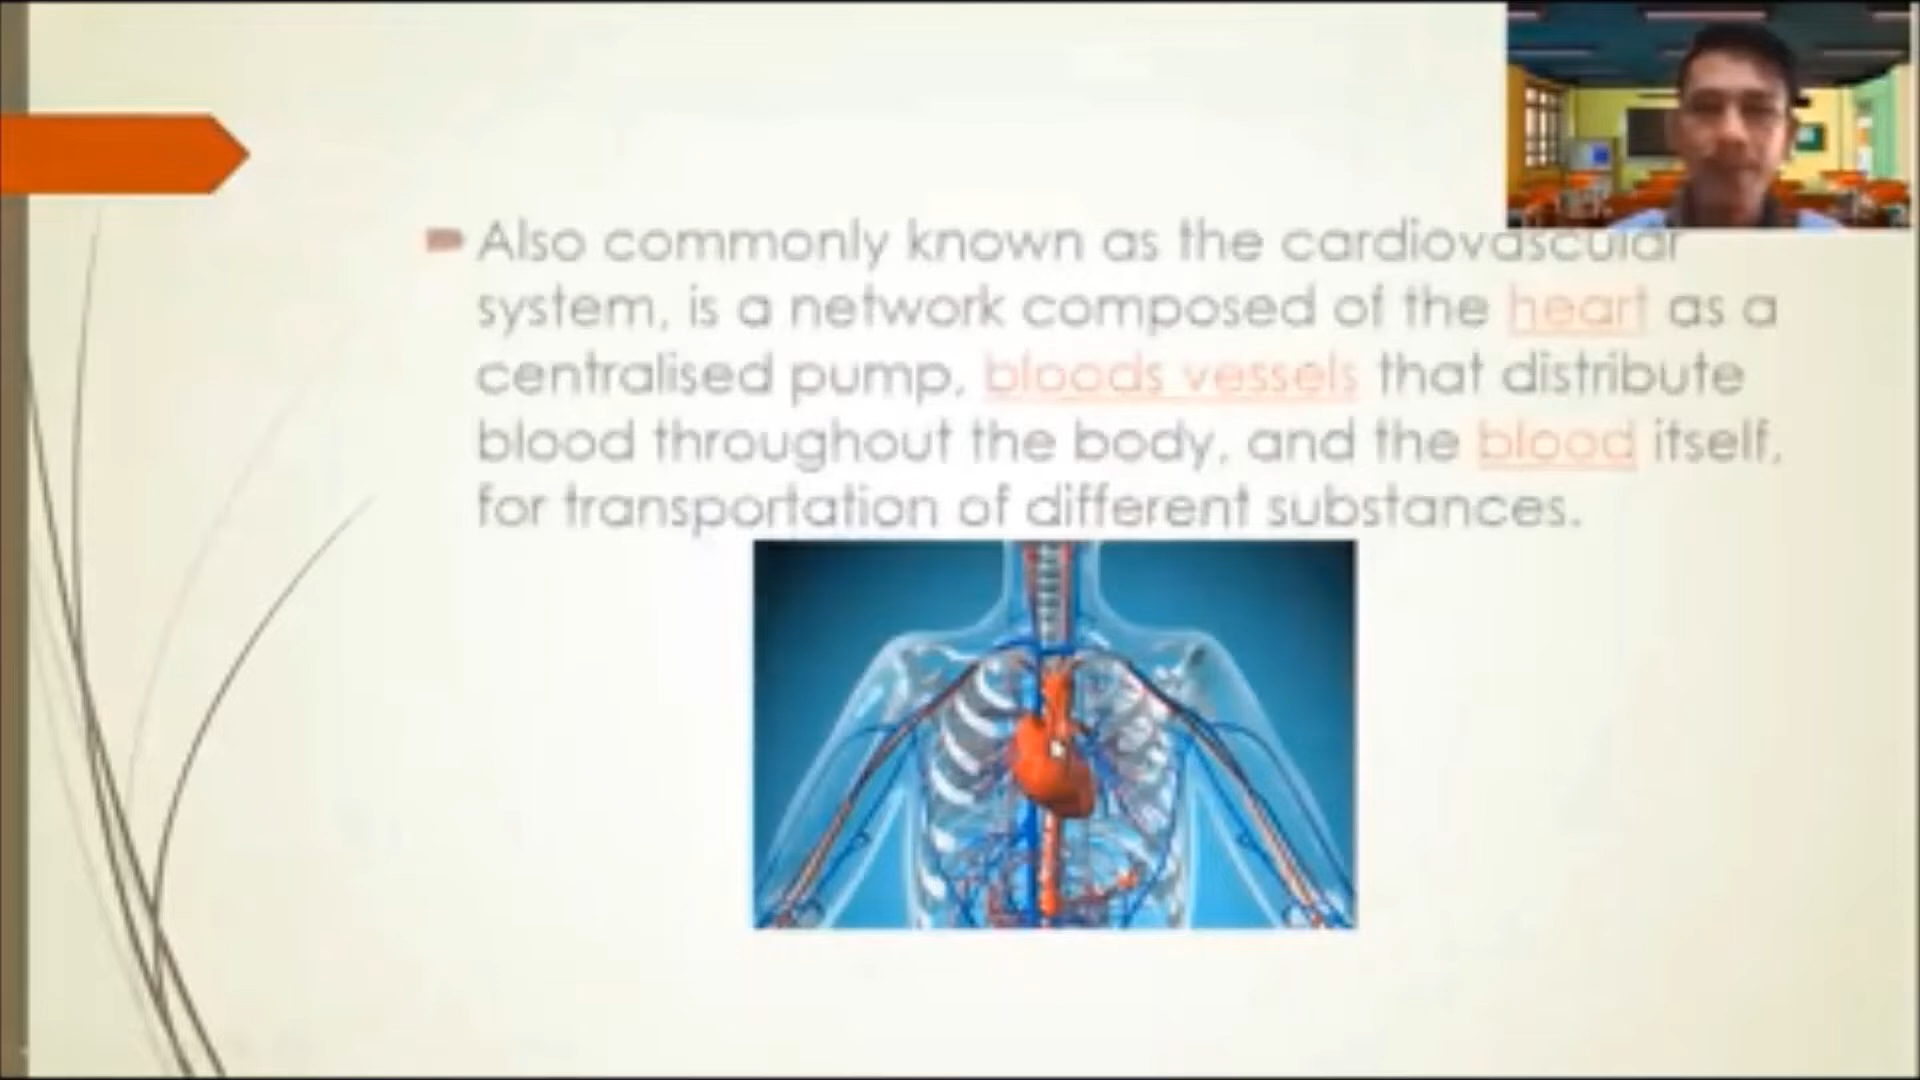 Also commonly known as the cardiovascular
system, is a network composed of the heart as a
centralised pump, bloods vessels that distribute
blood throughout the body, and the blood itself,
for transportation of different substances.